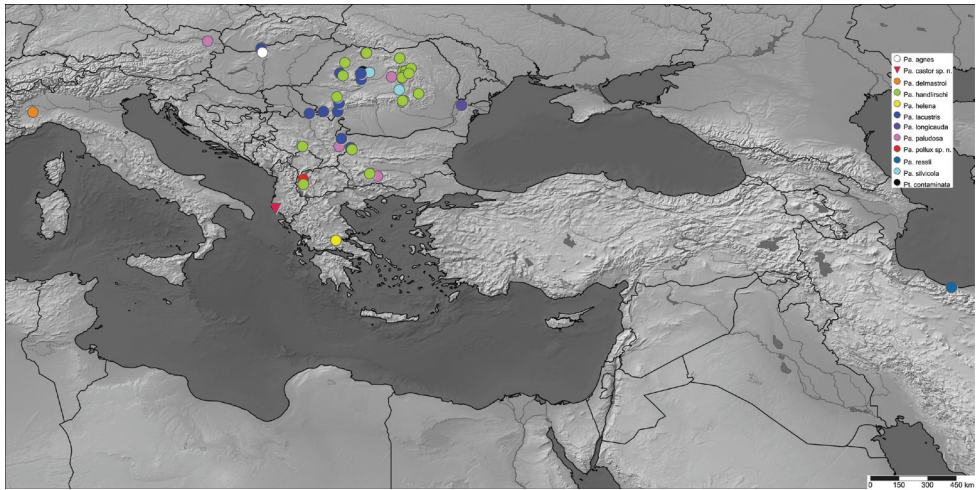 Pa. agnes
Pa. castor sp. n.
Pa. delmastroi
Pa. handlirschi
Pa. helena
Pa. lacustris
Pa. longicauda
Pa. paludosa
Pa. pollux sp. n.
Pa. ressli
Pa. silvicola
Pt. contaminata
0 150 300 450 km